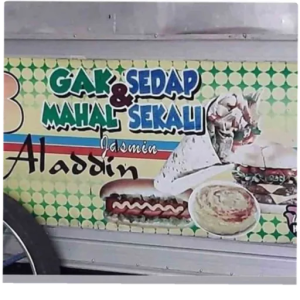 GAK SEDAP
&
MAHAL SEKALI
Jasmin
Aladdin